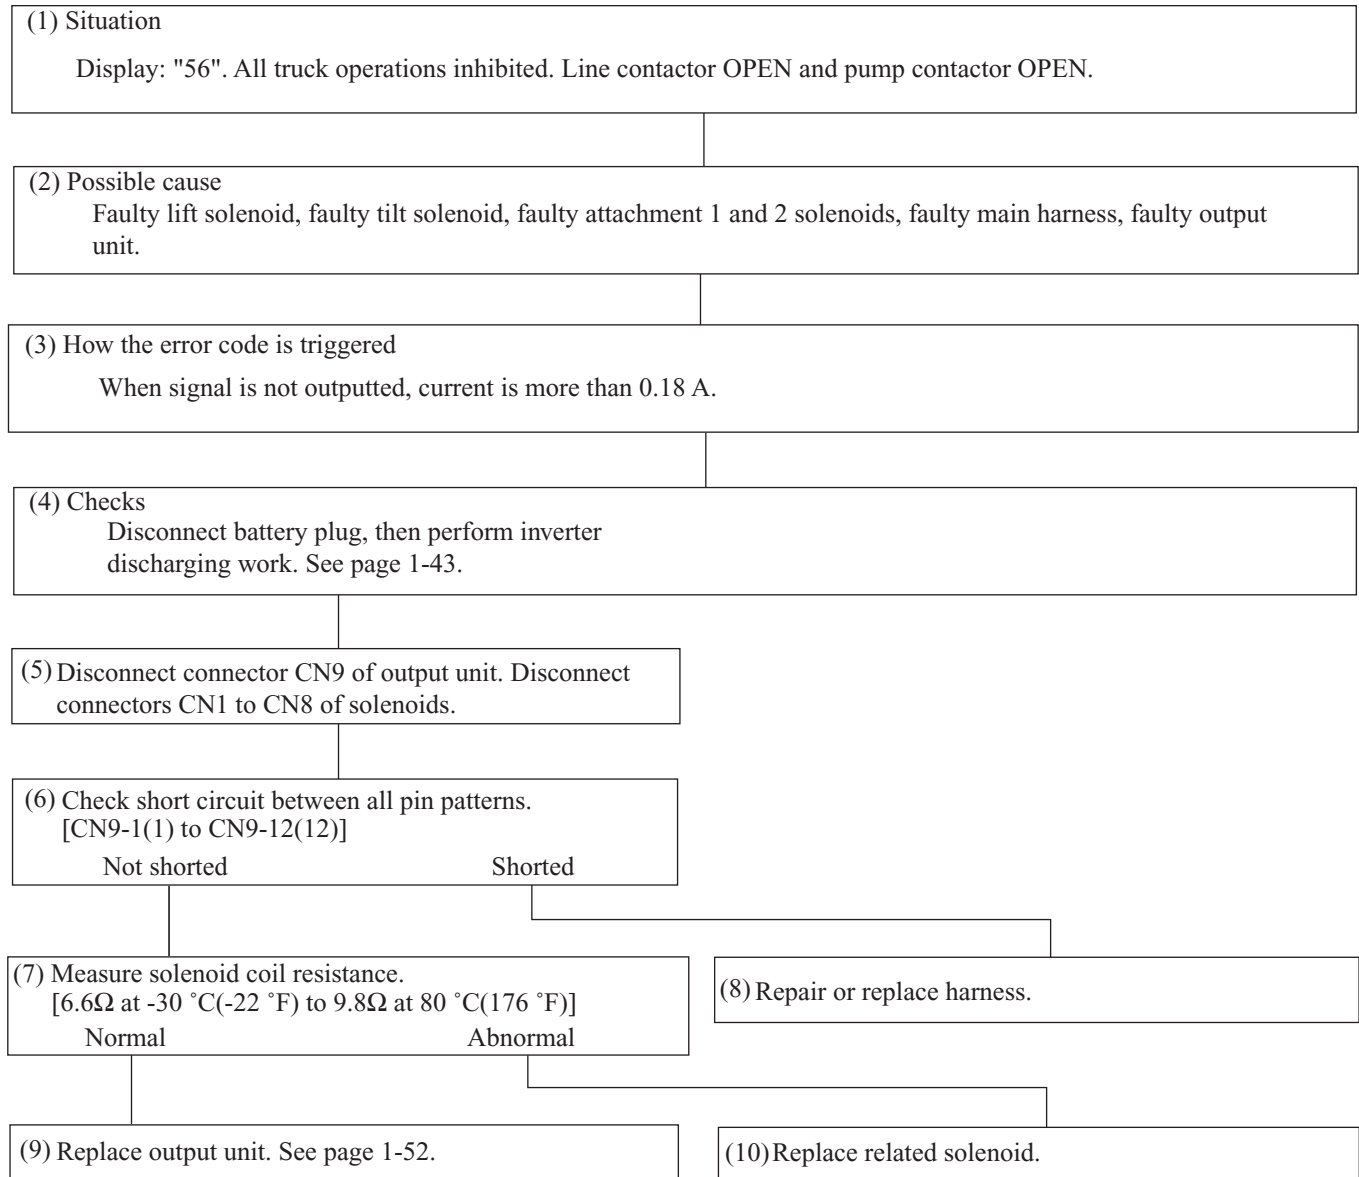 (1) Situation
Display: "56". All truck operations inhibited. Line contactor OPEN and pump contactor OPEN.
(2) Possible cause
Faulty lift solenoid, faulty tilt solenoid, faulty attachment 1 and 2 solenoids, faulty main harness, faulty output
unit.
(3) How the error code is triggered
When signal is not outputted, current is more than 0.18 A.
(4) Checks
Disconnect battery plug, then perform inverter
discharging work. See page 1-43.
(5) Disconnect connector CN9 of output unit. Disconnect
connectors CN1 to CN8 of solenoids.
(6) Check short circuit between all pin patterns.
[CN9-1(1) to CN9-12(12)]
Not shorted Shorted
(7) Measure solenoid coil resistance.
[6.6Ω at -30 ˚C(-22 ˚F) to 9.8Ω at 80 ˚C(176 ˚F)]
Normal Abnormal
(8) Repair or replace harness.
(9) Replace output unit. See page 1-52.
(10) Replace related solenoid.